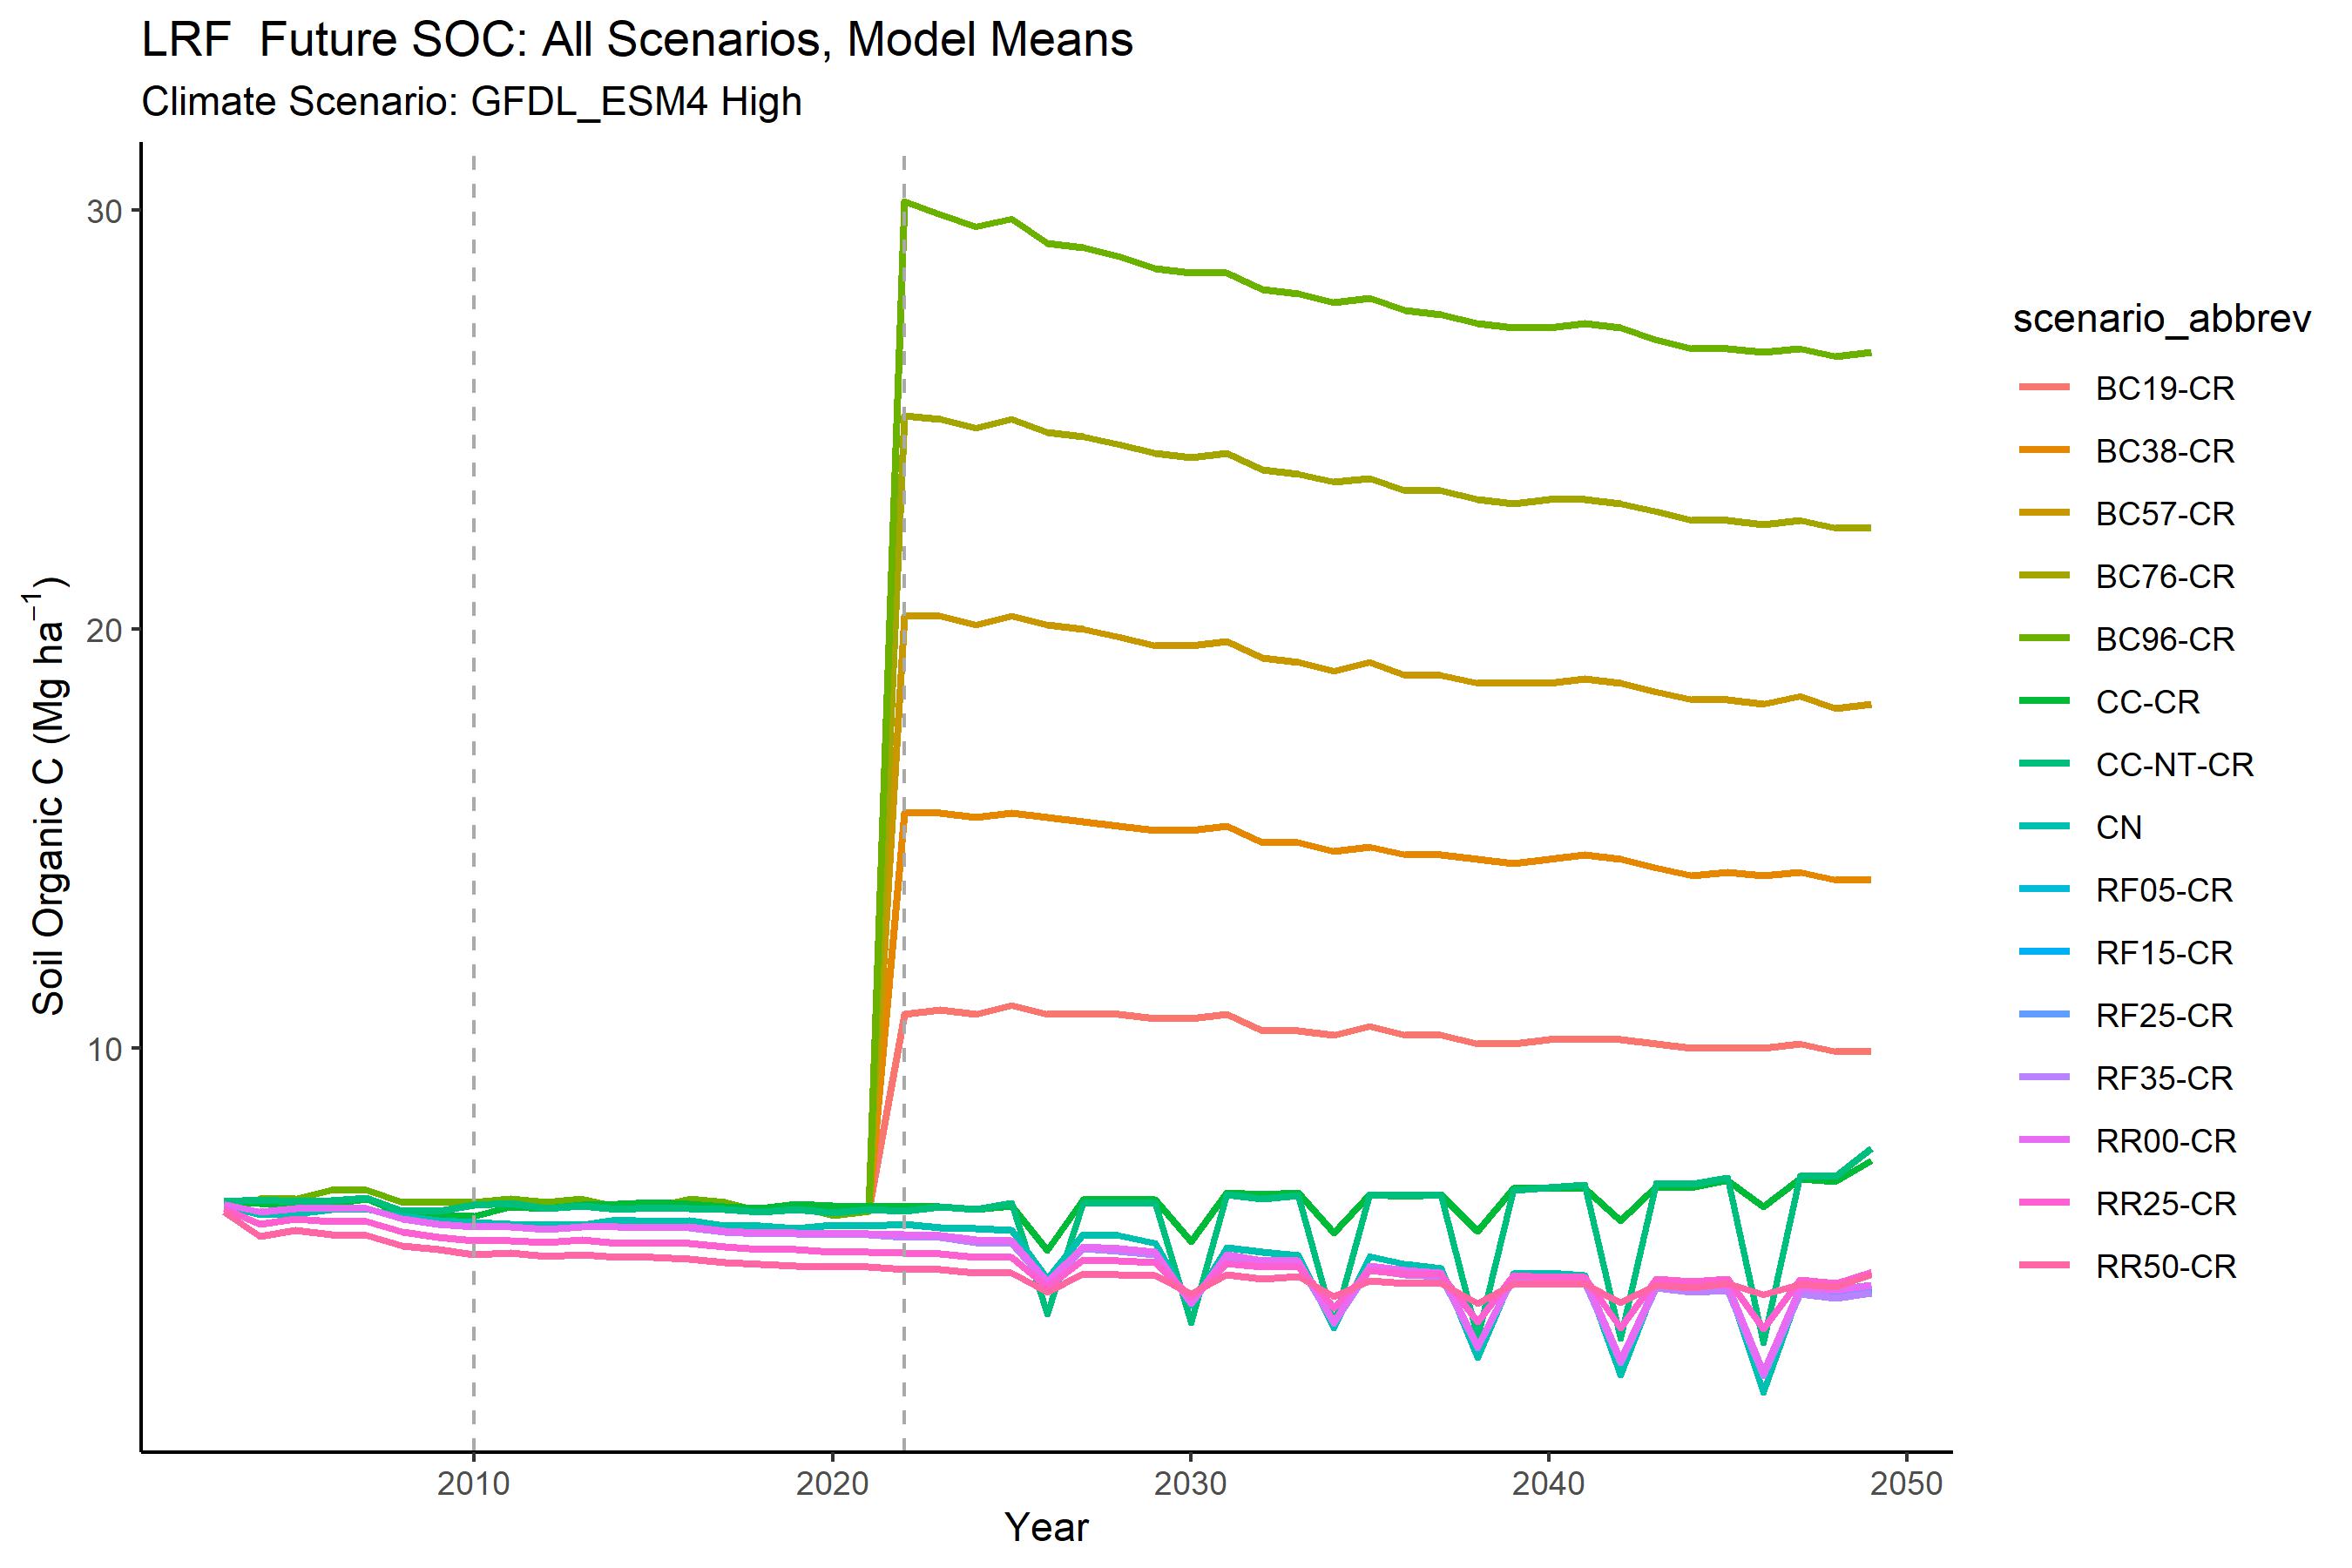 LRF  Future SOC: All Scenarios, Model Means
Climate Scenario: GFDL_ESM4 High
30
20
10
Soil Organic C (Mg ha⁻¹)
2010
2020
2030
2040
2050
Year
scenario_abbrev
BC19-CR
BC38-CR
BC57-CR
BC76-CR
BC96-CR
CC-CR
CC-NT-CR
CN
RF05-CR
RF15-CR
RF25-CR
RF35-CR
RR00-CR
RR25-CR
RR50-CR